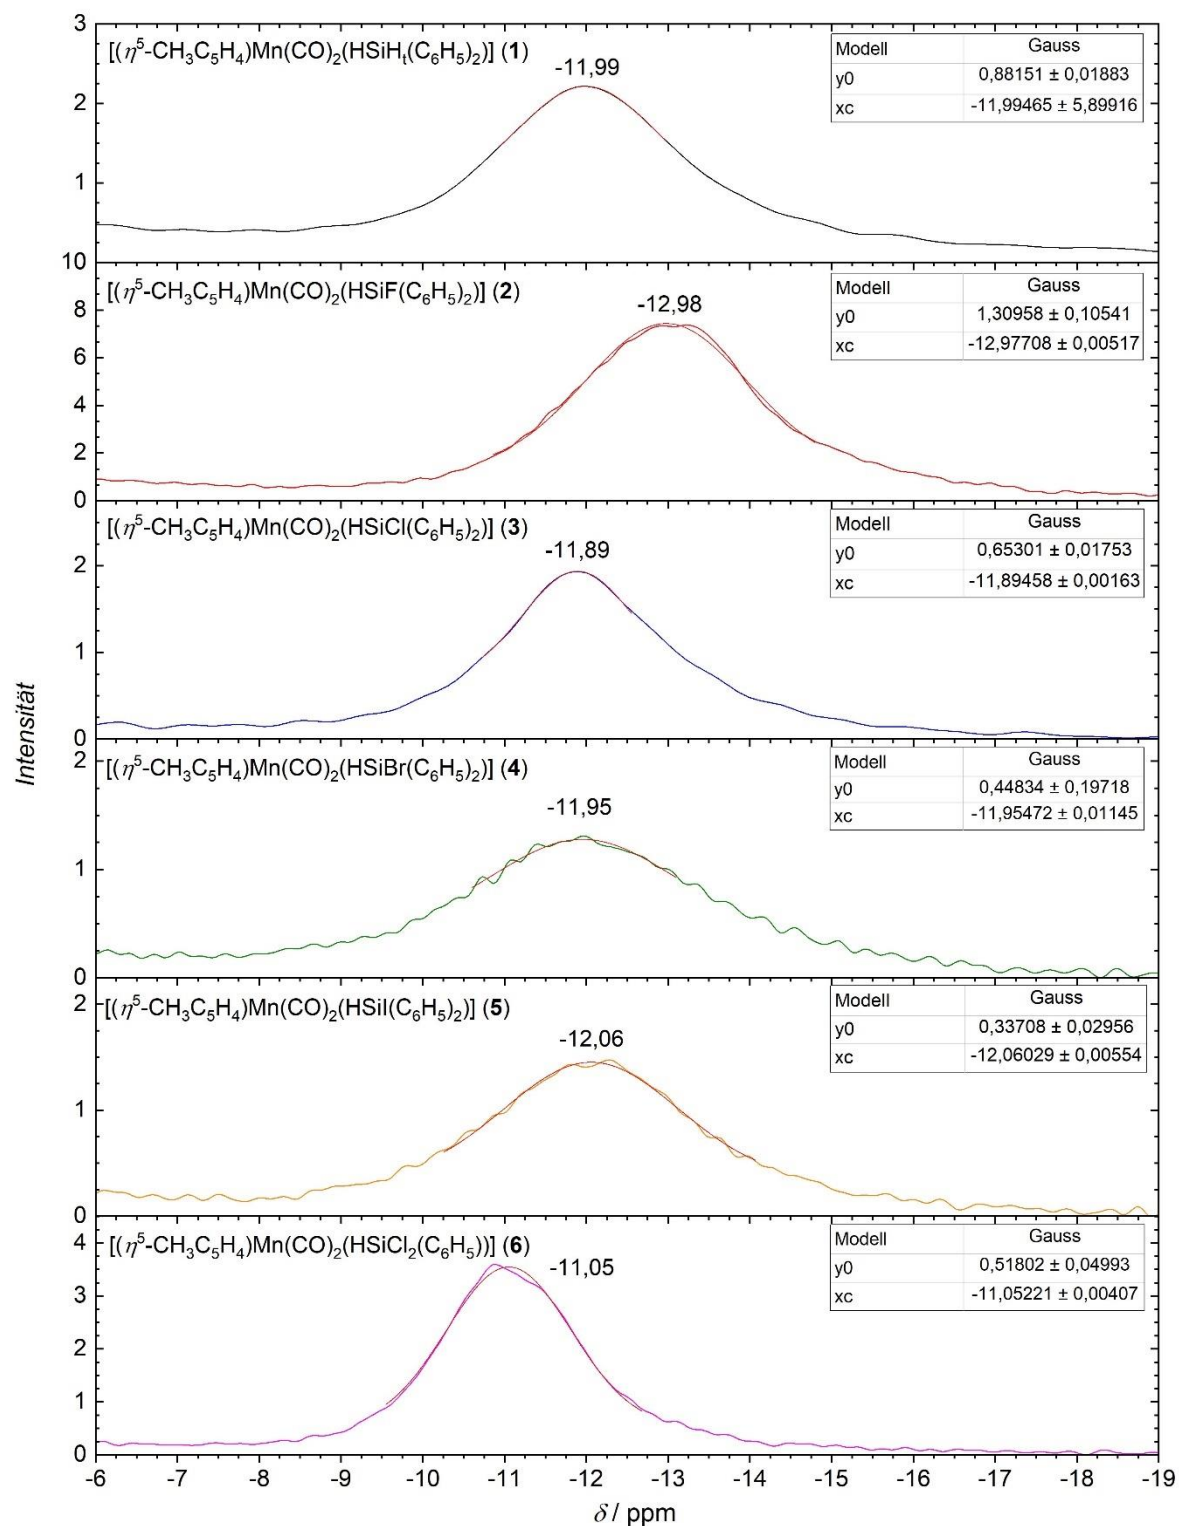 [(η⁵-CH₃C₅H₄)Mn(CO)₂(HSiHₜ(C₆H₅)₂)] (1)
-11,99
Modell Gauss
y0 0,88151 ± 0,01883
xc -11,99465 ± 5,89916
3
2
1
10
[(η⁵-CH₃C₅H₄)Mn(CO)₂(HSiF(C₆H₅)₂)] (2)
-12,98
Modell Gauss
y0 1,30958 ± 0,10541
xc -12,97708 ± 0,00517
8
6
4
2
0
[(η⁵-CH₃C₅H₄)Mn(CO)₂(HSiCl(C₆H₅)₂)] (3)
-11,89
Modell Gauss
y0 0,65301 ± 0,01753
xc -11,89458 ± 0,00163
2
1
0
Intensität
[(η⁵-CH₃C₅H₄)Mn(CO)₂(HSiBr(C₆H₅)₂)] (4)
-11,95
Modell Gauss
y0 0,44834 ± 0,19718
xc -11,95472 ± 0,01145
2
1
0
[(η⁵-CH₃C₅H₄)Mn(CO)₂(HSiI(C₆H₅)₂)] (5)
-12,06
Modell Gauss
y0 0,33708 ± 0,02956
xc -12,06029 ± 0,00554
2
1
0
[(η⁵-CH₃C₅H₄)Mn(CO)₂(HSiCl₂(C₆H₅))] (6)
-11,05
Modell Gauss
y0 0,51802 ± 0,04993
xc -11,05221 ± 0,00407
4
3
2
1
0
-6 -7 -8 -9 -10 -11 -12 -13 -14 -15 -16 -17 -18 -19
δ / ppm